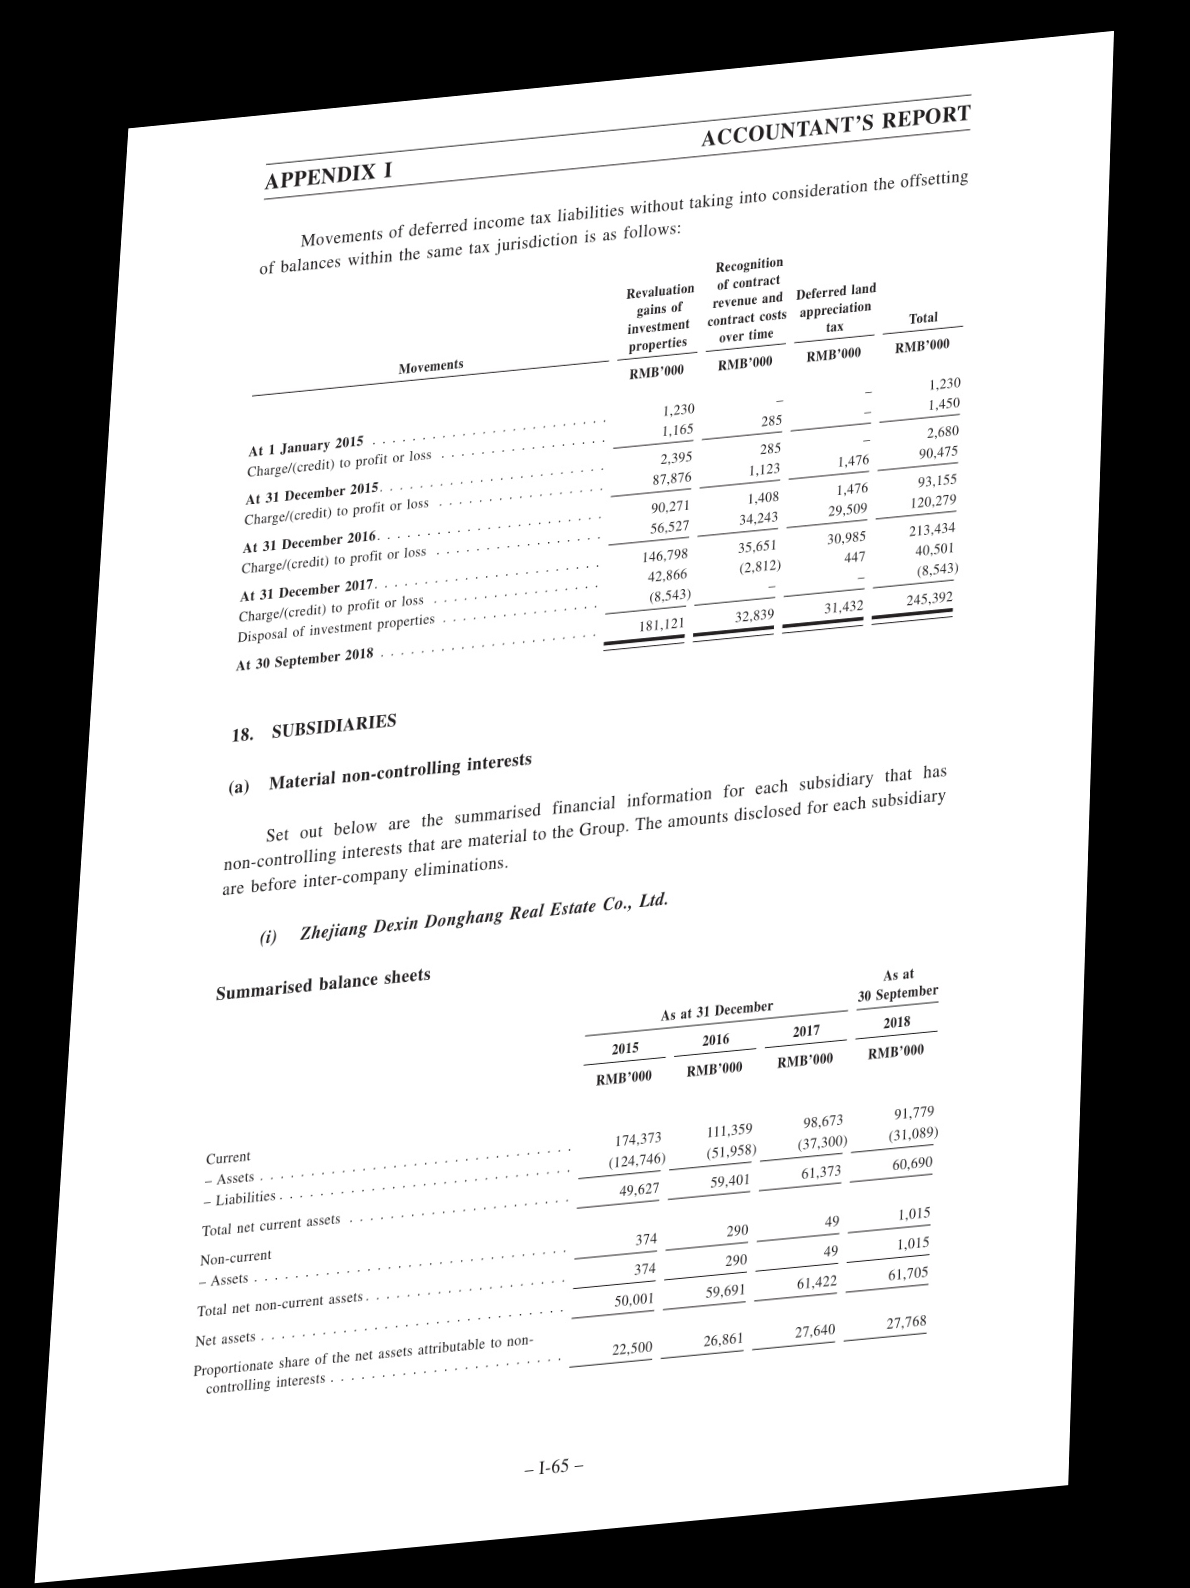 APPENDIX I ACCOUNTANT’S REPORT
Movements of deferred income tax liabilities without taking into consideration the offsetting
of balances within the same tax jurisdiction is as follows:
Movements Revaluation gains of investment properties Recognition of contract revenue and contract costs over time Deferred land appreciation tax Total
RMB’000 RMB’000 RMB’000 RMB’000
At 1 January 2015 . . . . . . . . . . . . . . . . . . . . . . . 1,230 – – 1,230
Charge/(credit) to profit or loss . . . . . . . . . . . . . . . . 1,165 285 – 1,450
At 31 December 2015. . . . . . . . . . . . . . . . . . . . . . 2,395 285 – 2,680
Charge/(credit) to profit or loss . . . . . . . . . . . . . . . . 87,876 1,123 1,476 90,475
At 31 December 2016. . . . . . . . . . . . . . . . . . . . . . 90,271 1,408 1,476 93,155
Charge/(credit) to profit or loss . . . . . . . . . . . . . . . . 56,527 34,243 29,509 120,279
At 31 December 2017. . . . . . . . . . . . . . . . . . . . . . 146,798 35,651 30,985 213,434
Charge/(credit) to profit or loss . . . . . . . . . . . . . . . . 42,866 (2,812) 447 40,501
Disposal of investment properties . . . . . . . . . . . . . . . (8,543) – – (8,543)
At 30 September 2018 . . . . . . . . . . . . . . . . . . . . . 181,121 32,839 31,432 245,392
18. SUBSIDIARIES
(a) Material non-controlling interests
Set out below are the summarised financial information for each subsidiary that has
non-controlling interests that are material to the Group. The amounts disclosed for each subsidiary
are before inter-company eliminations.
(i) Zhejiang Dexin Donghang Real Estate Co., Ltd.
Summarised balance sheets
As at 31 December As at 30 September
2015 2016 2017 2018
RMB’000 RMB’000 RMB’000 RMB’000
Current
– Assets . . . . . . . . . . . . . . . . . . . . . . . . . . . . . . 174,373 111,359 98,673 91,779
– Liabilities . . . . . . . . . . . . . . . . . . . . . . . . . . . . (124,746) (51,958) (37,300) (31,089)
Total net current assets . . . . . . . . . . . . . . . . . . . . . 49,627 59,401 61,373 60,690
Non-current
– Assets . . . . . . . . . . . . . . . . . . . . . . . . . . . . . . 374 290 49 1,015
Total net non-current assets . . . . . . . . . . . . . . . . . . . 374 290 49 1,015
Net assets . . . . . . . . . . . . . . . . . . . . . . . . . . . . . 50,001 59,691 61,422 61,705
Proportionate share of the net assets attributable to non-
controlling interests . . . . . . . . . . . . . . . . . . . . . . 22,500 26,861 27,640 27,768
– I-65 –